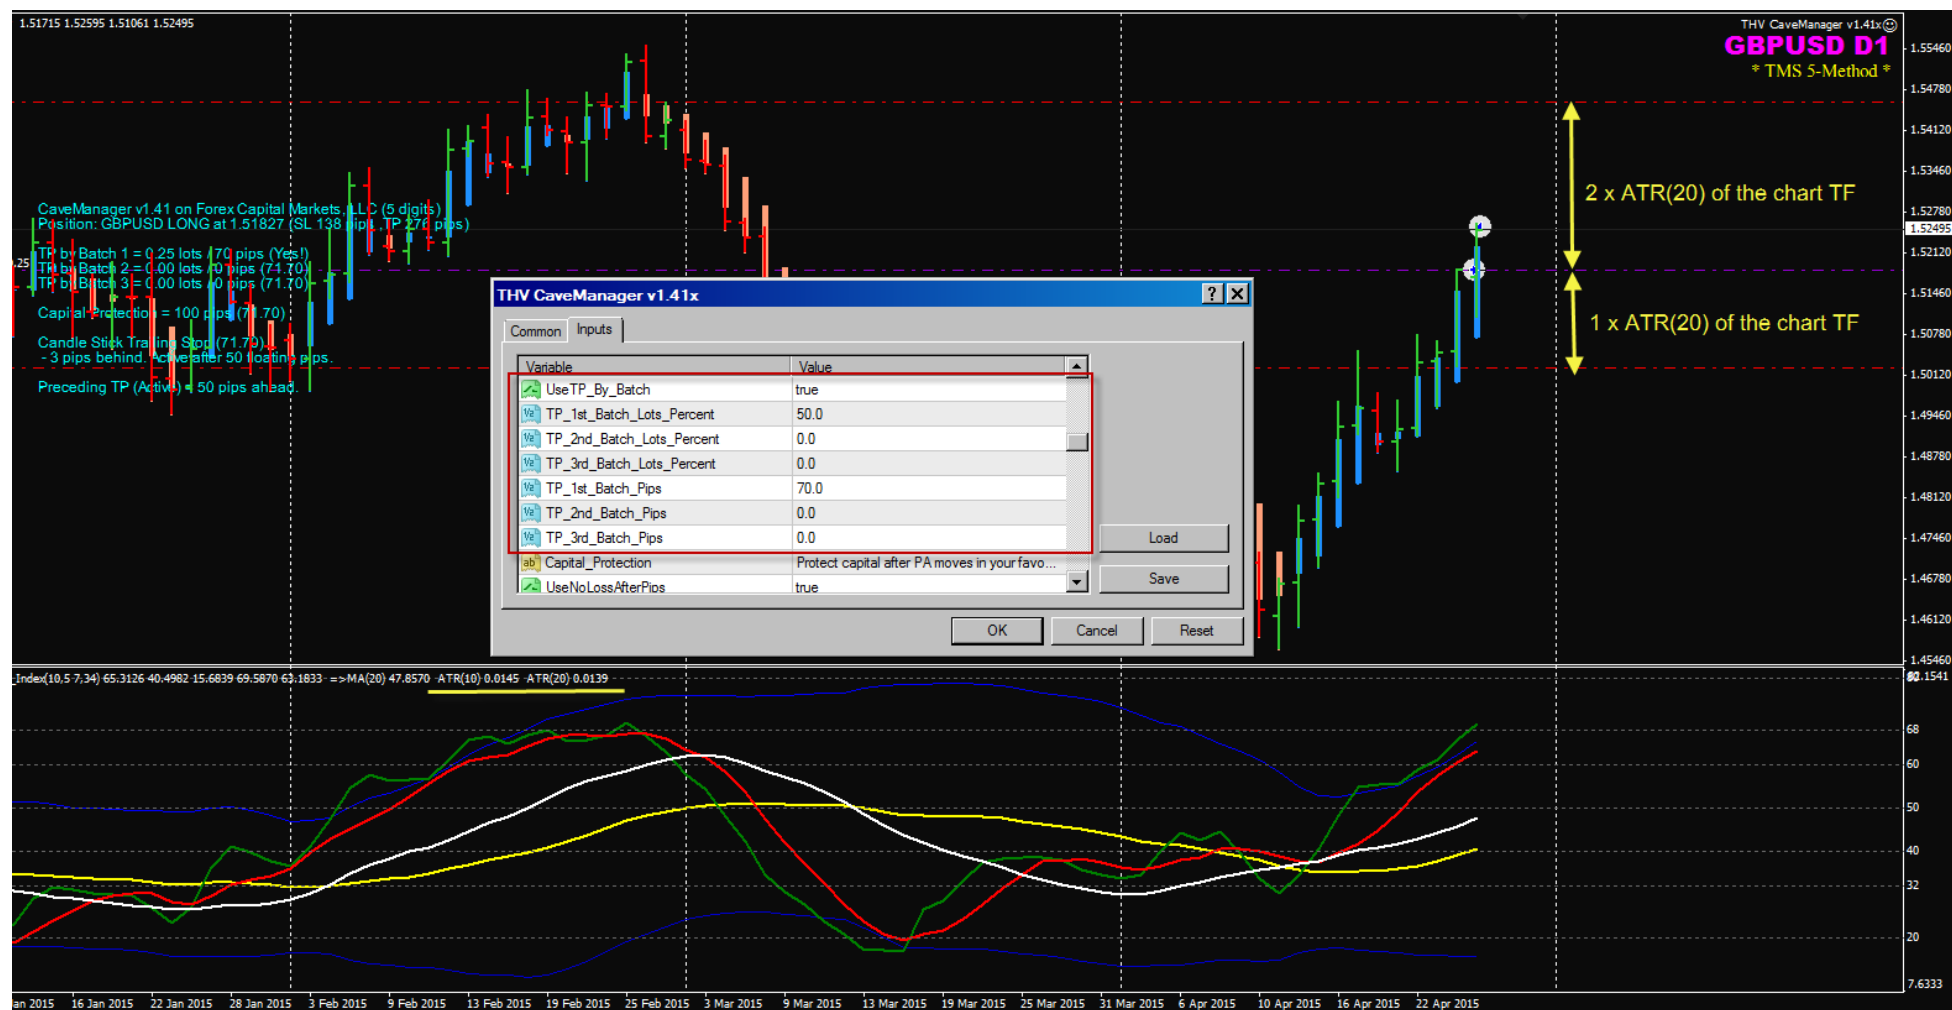 1.51715 1.52595 1.51061 1.52495
THV CaveManager v1.41x
GBPUSD D1
* TMS 5-Method *
1.55460
1.54780
1.54120
1.53460
1.52780
1.52495
1.52120
1.51460
1.50780
1.50120
1.49460
1.48780
1.48120
1.47460
1.46780
1.46120
1.45460
2 x ATR(20) of the chart TF
1 x ATR(20) of the chart TF
CaveManager v1.41 on Forex Capital Markets, LLC (5 digits)
Position: GBPUSD LONG at 1.51827 (SL 138 pips ,TP 276 pips)
TP by Batch 1 = 0.25 lots / 70 pips (Yes!)
TP by Batch 2 = 0.00 lots / 0 pips (71.70)
TP by Batch 3 = 0.00 lots / 0 pips (71.70)
Capital Protection = 100 pips (71.70)
Candle Stick Trailing Stop (71.70)
- 3 pips behind. Active after 50 floating pips.
Preceding TP (Active) = 50 pips ahead.
THV CaveManager v1.41x
Common Inputs
Variable Value
UseTP_By_Batch true
TP_1st_Batch_Lots_Percent 50.0
TP_2nd_Batch_Lots_Percent 0.0
TP_3rd_Batch_Lots_Percent 0.0
TP_1st_Batch_Pips 70.0
TP_2nd_Batch_Pips 0.0
TP_3rd_Batch_Pips 0.0
Capital_Protection Protect capital after PA moves in your favo...
UseNoLossAfterPips true
Load
Save
OK Cancel Reset
_Index(10,5 7,34) 65.3126 40.4982 15.6839 69.5870 63.1833 =>MA(20) 47.8570 ATR(10) 0.0145 ATR(20) 0.0139
68
60
50
40
32
20
7.6333
Jan 2015 16 Jan 2015 22 Jan 2015 28 Jan 2015 3 Feb 2015 9 Feb 2015 13 Feb 2015 19 Feb 2015 25 Feb 2015 3 Mar 2015 9 Mar 2015 13 Mar 2015 19 Mar 2015 25 Mar 2015 31 Mar 2015 6 Apr 2015 10 Apr 2015 16 Apr 2015 22 Apr 2015